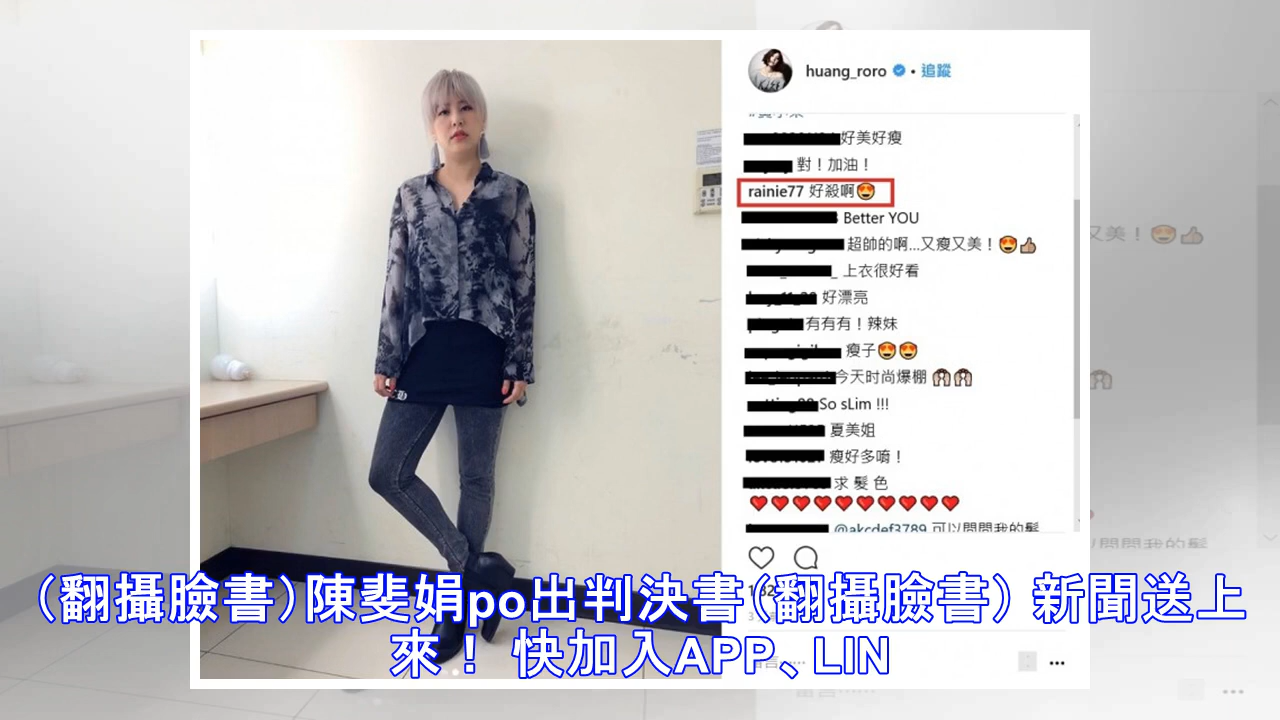 huang_roro • 追蹤
好美好瘦
對！加油！
rainie77 好殺啊😍
Better YOU
超帥的啊...又瘦又美！😍👍
上衣很好看
好漂亮
有有有！辣妹
瘦子😍😍
今天时尚爆棚 🙌🙌
So sLim !!!
夏美姐
瘦好多唷！
求 髮 色
❤❤❤❤❤❤❤❤❤❤
@akcdef3789 可以問問我的髮
(翻攝臉書)陳斐娟po出判決書(翻攝臉書) 新聞送上
來！ 快加入APP、LIN